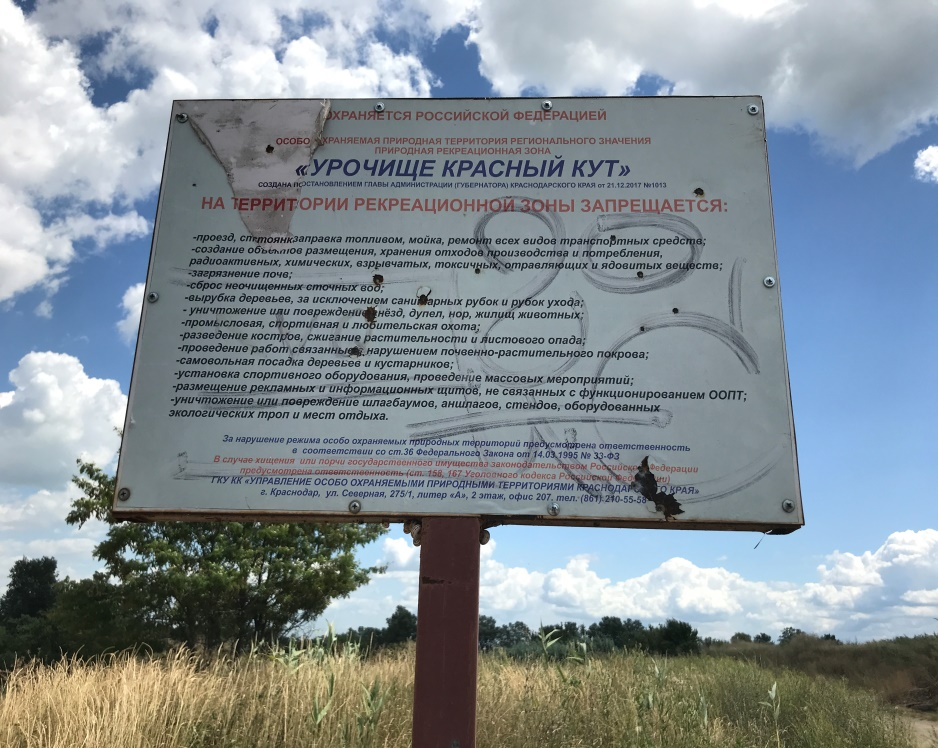 ОХРАНЯЕТСЯ РОССИЙСКОЙ ФЕДЕРАЦИЕЙ
ОСОБО ОХРАНЯЕМАЯ ПРИРОДНАЯ ТЕРРИТОРИЯ РЕГИОНАЛЬНОГО ЗНАЧЕНИЯ
ПРИРОДНАЯ РЕКРЕАЦИОННАЯ ЗОНА
«УРОЧИЩЕ КРАСНЫЙ КУТ»
СОЗДАНА ПОСТАНОВЛЕНИЕМ ГЛАВЫ АДМИНИСТРАЦИИ (ГУБЕРНАТОРА) КРАСНОДАРСКОГО КРАЯ от 21.12.2017 №1013
НА ТЕРРИТОРИИ РЕКРЕАЦИОННОЙ ЗОНЫ ЗАПРЕЩАЕТСЯ:
-проезд, заправка топливом, мойка, ремонт всех видов транспортных средств;
-создание объектов размещения, хранения отходов производства и потребления,
радиоактивных, химических, взрывчатых, токсичных, отравляющих и ядовитых веществ;
-загрязнение почв;
-сброс неочищенных сточных вод;
-вырубка деревьев, за исключением санитарных рубок и рубок ухода;
- уничтожение или повреждение гнёзд, дупел, нор, жилищ животных;
-промысловая, спортивная и любительская охота;
-разведение костров, сжигание растительности и листового опада;
-проведение работ связанных с нарушением почвенно-растительного покрова;
-самовольная посадка деревьев и кустарников;
-установка спортивного оборудования, проведение массовых мероприятий;
-размещение рекламных и информационных щитов, не связанных с функционированием ООПТ;
-уничтожение или повреждение шлагбаумов, аншлагов, стендов, оборудованных
экологических троп и мест отдыха.
За нарушение режима особо охраняемых природных территорий предусмотрена ответственность
в соответствии со ст.36 Федерального Закона от 14.03.1995 № 33-ФЗ
В случае хищения или порчи государственного имущества законодательством Российской Федерации
предусмотрена ответственность (ст. 158, 167 Уголовного кодекса Российской Федерации)
ГКУ КК «УПРАВЛЕНИЕ ОСОБО ОХРАНЯЕМЫМИ ПРИРОДНЫМИ ТЕРРИТОРИЯМИ КРАСНОДАРСКОГО КРАЯ»
г. Краснодар, ул. Северная, 275/1, литер «А», 2 этаж, офис 207. тел. (861) 210-55-58